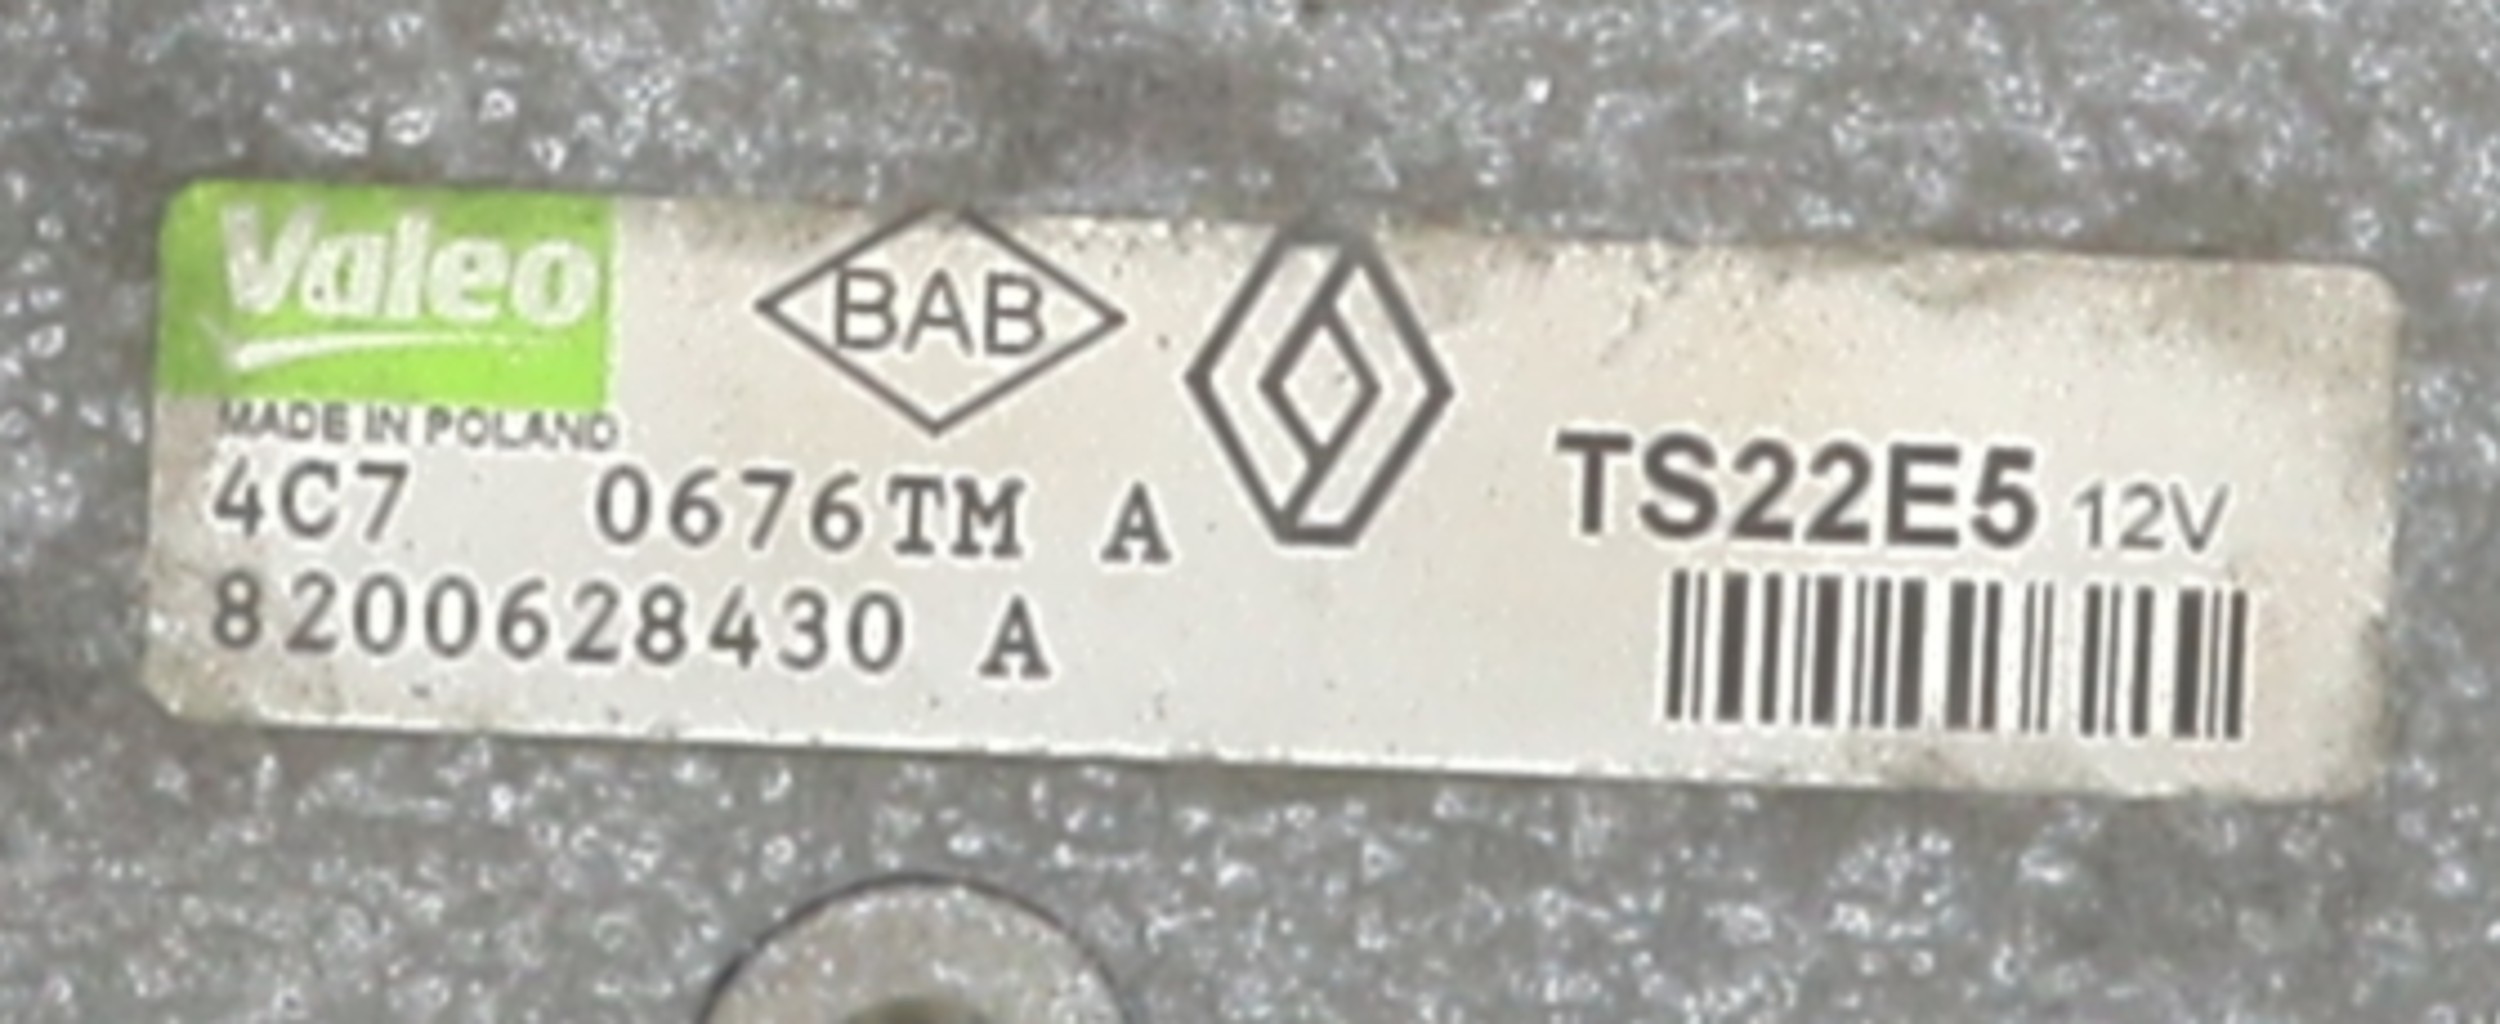 Valeo
BAB
MADE IN POLAND
4C7 0676TM A
TS22E5 12V
8200628430 A